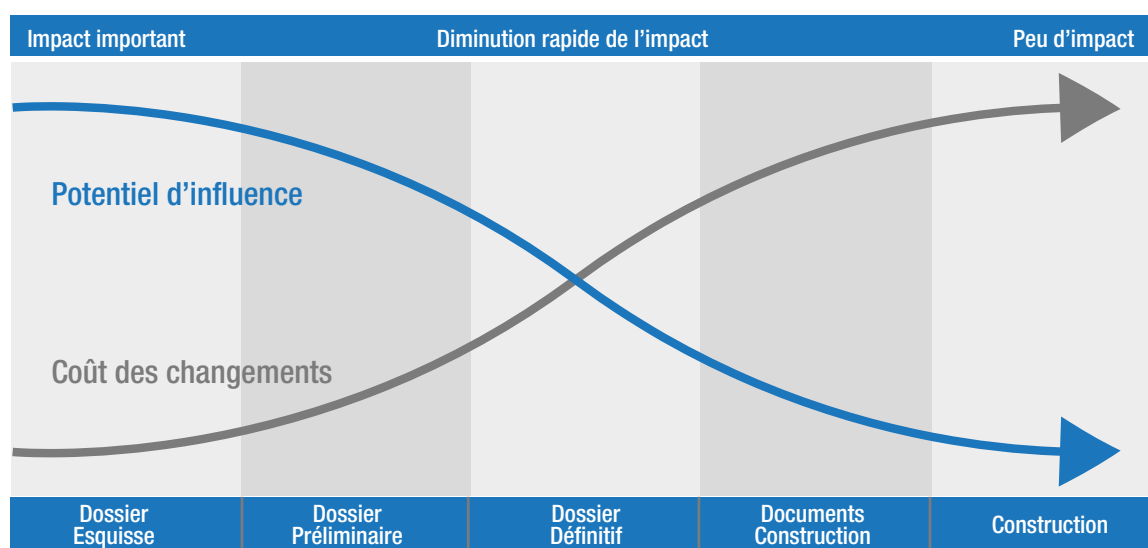 Impact important
Diminution rapide de l’impact
Peu d’impact
Potentiel d’influence
Coût des changements
Dossier
Esquisse
Dossier
Préliminaire
Dossier
Définitif
Documents
Construction
Construction